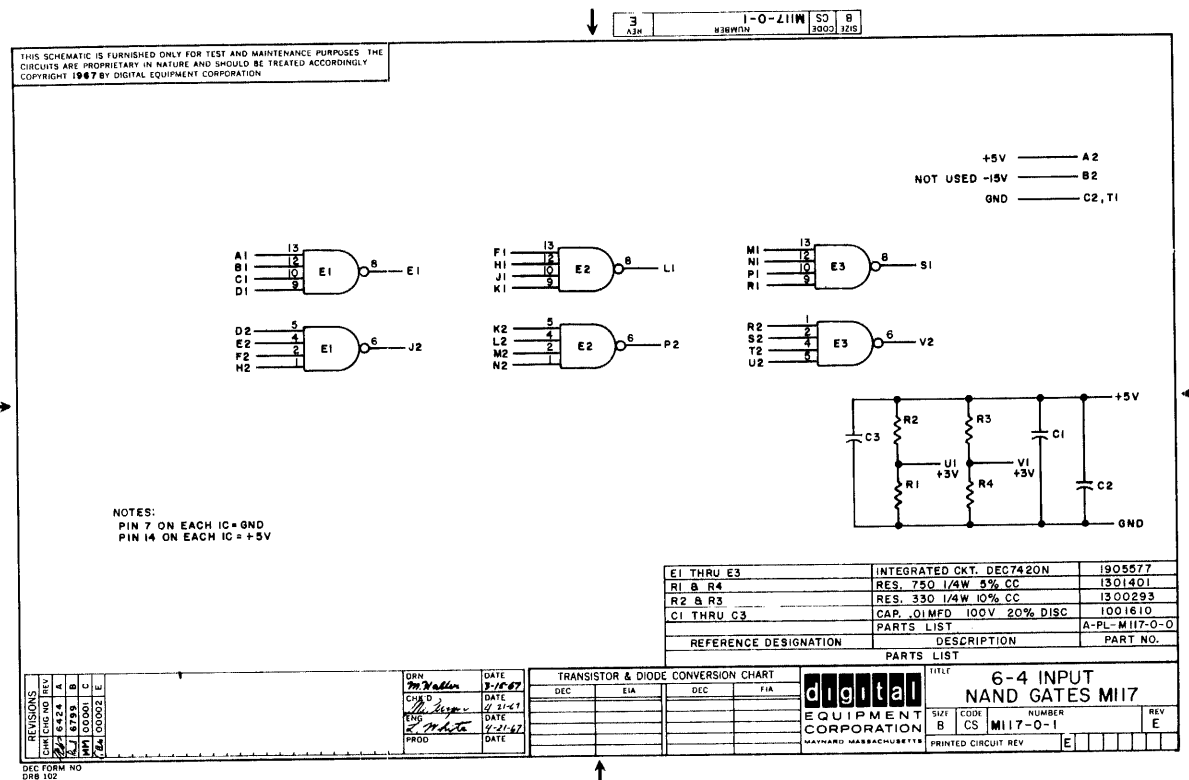 SIZE B CODE CS NUMBER M117-0-1 REV E
THIS SCHEMATIC IS FURNISHED ONLY FOR TEST AND MAINTENANCE PURPOSES THE
CIRCUITS ARE PROPRIETARY IN NATURE AND SHOULD BE TREATED ACCORDINGLY
COPYRIGHT 1967 BY DIGITAL EQUIPMENT CORPORATION
+5V A2
NOT USED -15V B2
GND C2, T1
A1 13
B1 12
C1 10
D1 9
E1 8 E1
F1 13
H1 12
J1 10
K1 9
E2 8 L1
M1 13
N1 12
P1 10
R1 9
E3 8 S1
D2 5
E2 4
F2 2
H2 1
E1 6 J2
K2 5
L2 4
M2 2
N2 1
E2 6 P2
R2 1
S2 2
T2 4
U2 5
E3 6 V2
+5V
C3 R2 R3 C1
U1 +3V
V1 +3V
R1 R4 C2
GND
NOTES:
PIN 7 ON EACH IC = GND
PIN 14 ON EACH IC = +5V
E1 THRU E3 INTEGRATED CKT. DEC7420N 1905577
R1 & R4 RES. 750 1/4W 5% CC 1301401
R2 & R3 RES. 330 1/4W 10% CC 1300293
C1 THRU C3 CAP. .01MFD 100V 20% DISC 1001610
PARTS LIST A-PL-M117-0-0
REFERENCE DESIGNATION DESCRIPTION PART NO.
PARTS LIST
REVISIONS
CHK CHG NO REV
6424 A
6799 B
MM 00001 C
00002 E
DRN DATE
M. Waller 3-15-67
CHK'D DATE
4-21-67
ENG DATE
4-21-67
PROD DATE
TRANSISTOR & DIODE CONVERSION CHART
DEC EIA DEC EIA
digital
EQUIPMENT
CORPORATION
MAYNARD MASSACHUSETTS
TITLE
6-4 INPUT
NAND GATES M117
SIZE CODE NUMBER REV
B CS M117-0-1 E
PRINTED CIRCUIT REV E
DEC FORM NO
DRB 102